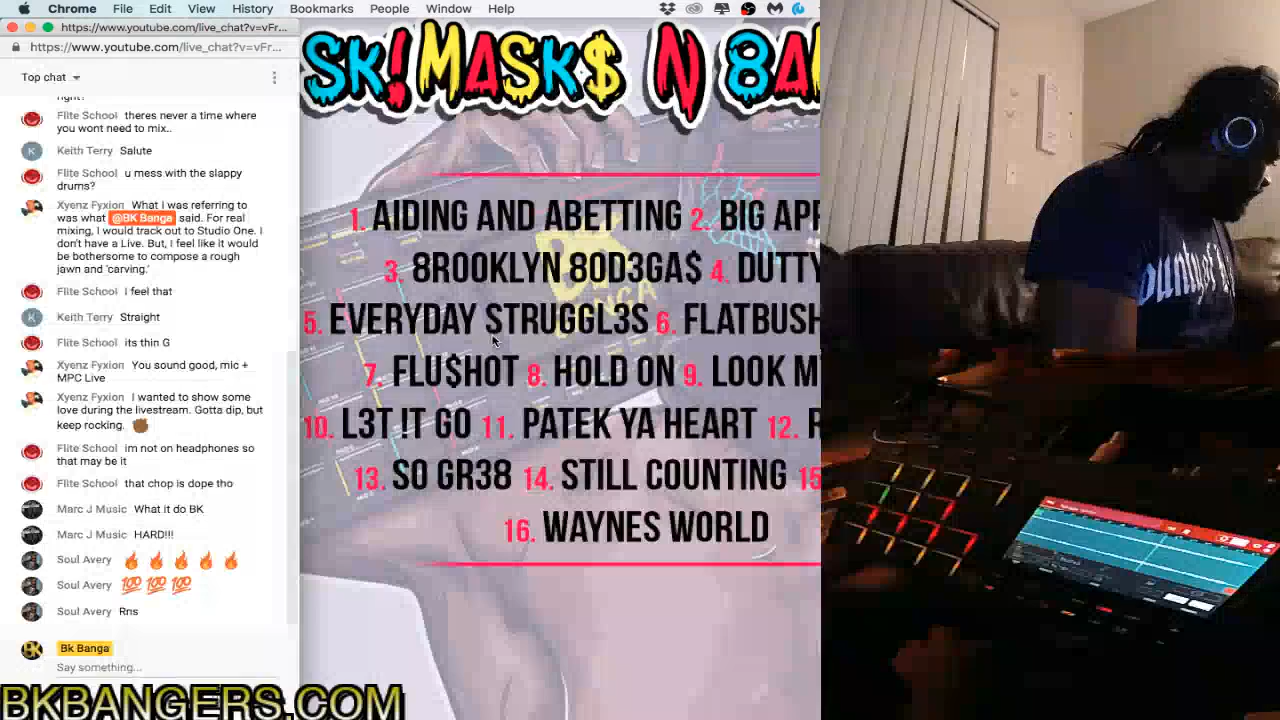 Chrome File Edit View History Bookmarks People Window Help
https://www.youtube.com/live_chat?v=vFr...
https://www.youtube.com/live_chat?v=vFr...
Top chat
right?
Flite School theres never a time where
you wont need to mix..
Keith Terry Salute
Flite School u mess with the slappy
drums?
Xyenz Fyxion What I was referring to
was what @BK Banga said. For real
mixing, I would track out to Studio One. I
don't have a Live. But, I feel like it would
be bothersome to compose a rough
jawn and 'carving.'
Flite School i feel that
Keith Terry Straight
Flite School its thin G
Xyenz Fyxion You sound good, mic +
MPC Live
Xyenz Fyxion I wanted to show some
love during the livestream. Gotta dip, but
keep rocking.
Flite School im not on headphones so
that may be it
Flite School that chop is dope tho
Marc J Music What it do BK
Marc J Music HARD!!!
Soul Avery 🔥 🔥 🔥 🔥 🔥
Soul Avery 💯 💯 💯
Soul Avery Rns
Bk Banga
Say something...
BKBANGERS.COM
SK!MASK$ N 8A
1. AIDING AND ABETTING 2. BIG APP
3. 8ROOKLYN 8OD3GA$ 4. DUTTY
5. EVERYDAY STRUGGL3S 6. FLATBUSH
7. FLU$HOT 8. HOLD ON 9. LOOK M
10. L3T !T GO 11. PATEK YA HEART 12. R
13. SO GR38 14. STILL COUNTING 15
16. WAYNES WORLD
BK
BANGA